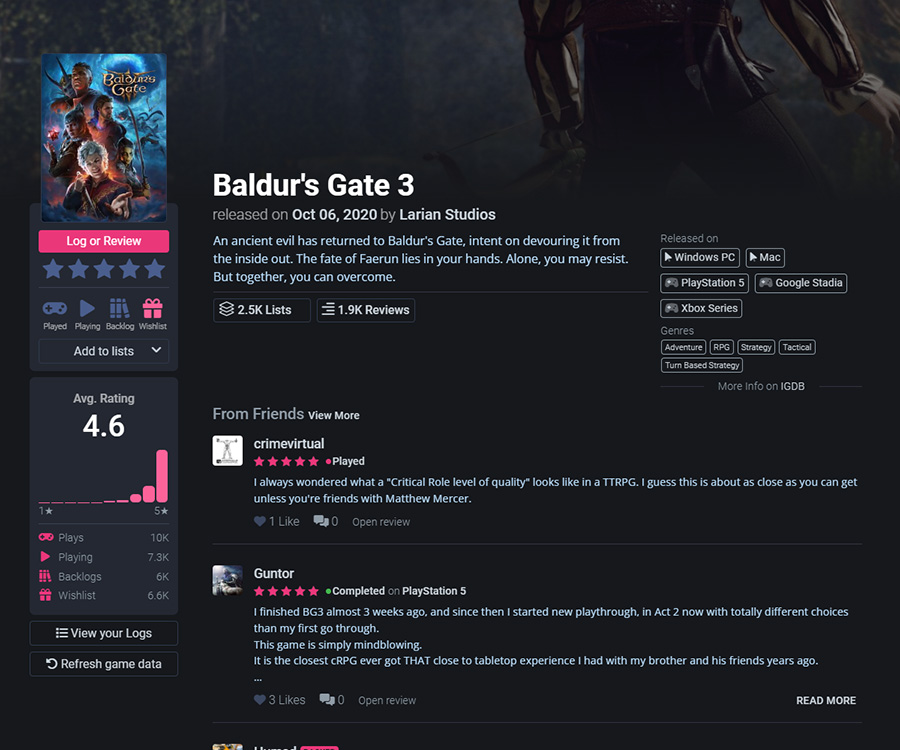 Baldur's Gate
Baldur's Gate 3
released on Oct 06, 2020 by Larian Studios
An ancient evil has returned to Baldur's Gate, intent on devouring it from
the inside out. The fate of Faerun lies in your hands. Alone, you may resist.
But together, you can overcome.
2.5K Lists
1.9K Reviews
Released on
Windows PC
Mac
PlayStation 5
Google Stadia
Xbox Series
Genres
Adventure
RPG
Strategy
Tactical
Turn Based Strategy
More Info on IGDB
Log or Review
Played
Playing
Backlog
Wishlist
Add to lists
Avg. Rating
4.6
1★
5★
Plays 10K
Playing 7.3K
Backlogs 6K
Wishlist 6.6K
View your Logs
Refresh game data
From Friends View More
crimevirtual
Played
I always wondered what a "Critical Role level of quality" looks like in a TTRPG. I guess this is about as close as you can get
unless you're friends with Matthew Mercer.
1 Like 0 Open review
Guntor
Completed on PlayStation 5
I finished BG3 almost 3 weeks ago, and since then I started new playthrough, in Act 2 now with totally different choices
than my first go through.
This game is simply mindblowing.
It is the closest cRPG ever got THAT close to tabletop experience I had with my brother and his friends years ago.
...
3 Likes 0 Open review
READ MORE